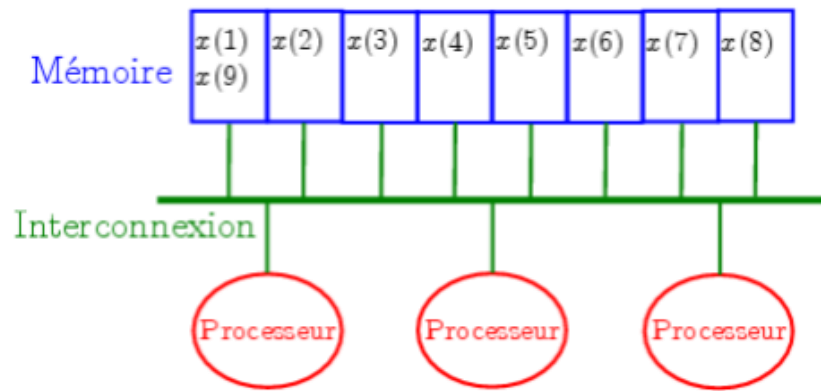 x(1) x(2) x(3) x(4) x(5) x(6) x(7) x(8)
Mémoire x(9)
Interconnexion
Processeur Processeur Processeur